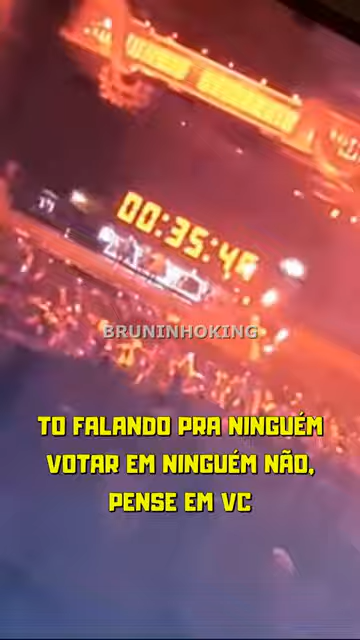 00:35:46
BRUNINHOKING
TO FALANDO PRA NINGUÉM
VOTAR EM NINGUÉM NÃO,
PENSE EM VC